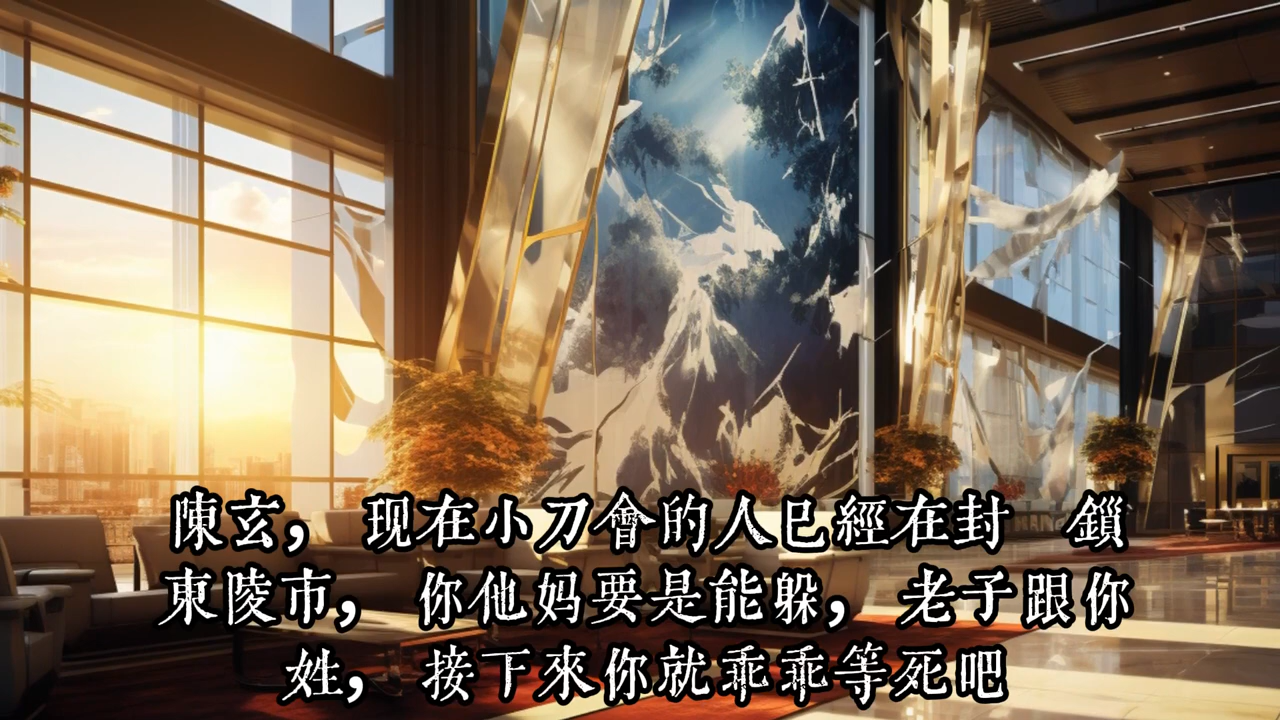 陳玄， 现在小刀會的人已經在封 鎖
東陵市， 你他妈要是能躲， 老子跟你
姓， 接下來你就乖乖等死吧